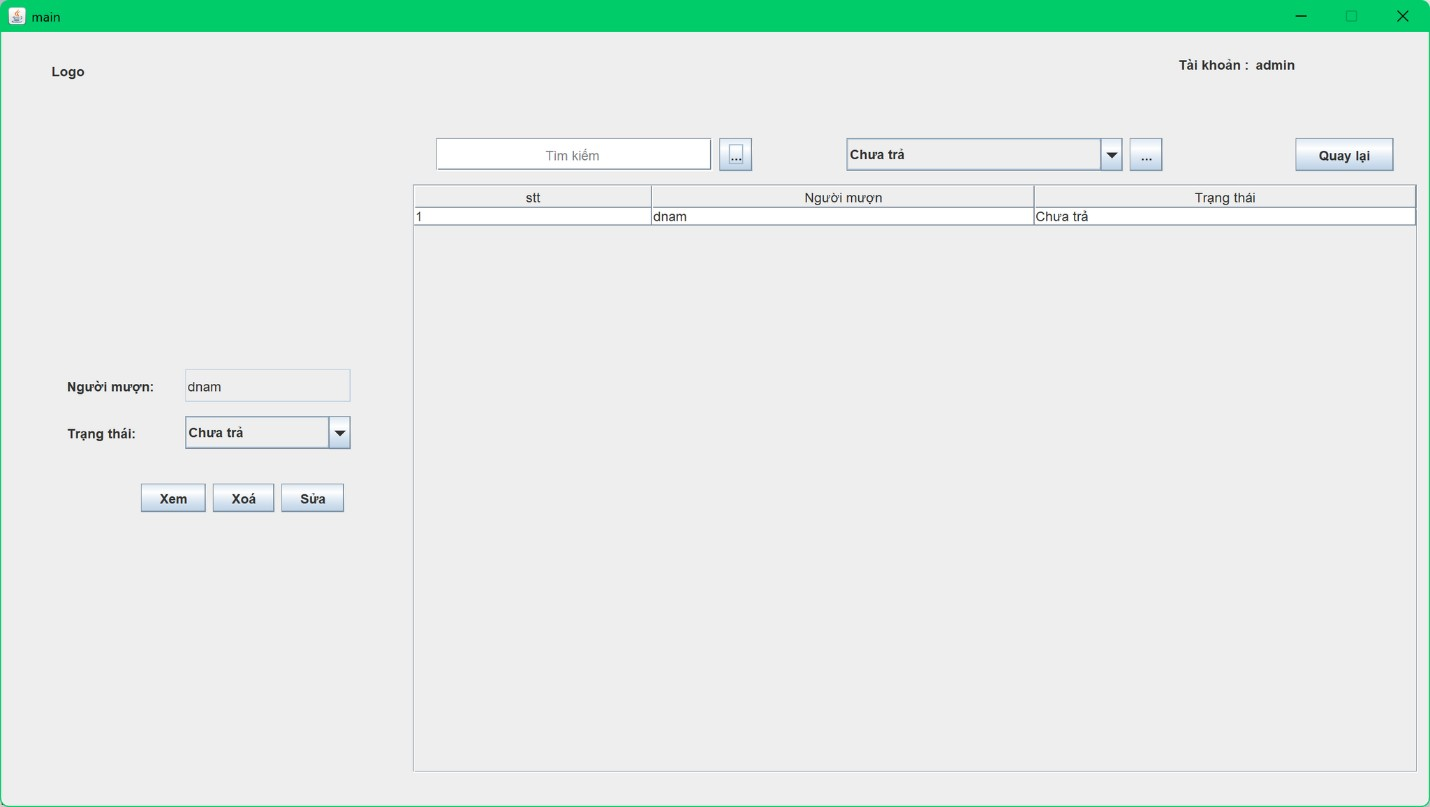 main
Logo
Tài khoản : admin
Tìm kiếm ... Chưa trả ... Quay lại
stt Người mượn Trạng thái
1 dnam Chưa trả
Người mượn: dnam
Trạng thái: Chưa trả
Xem Xoá Sửa